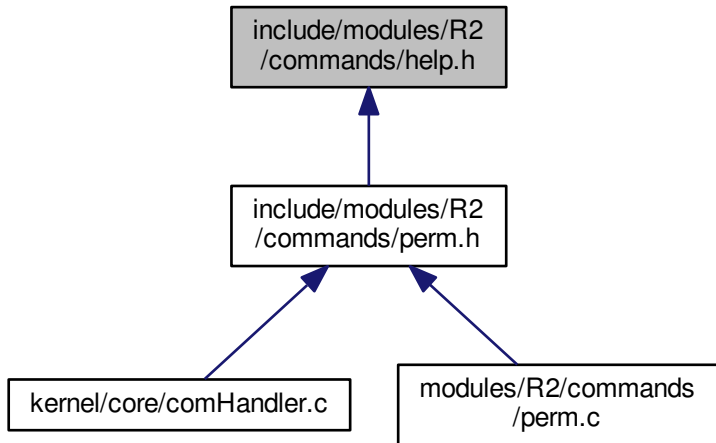 include/modules/R2
/commands/help.h
include/modules/R2
/commands/perm.h
kernel/core/comHandler.c
modules/R2/commands
/perm.c